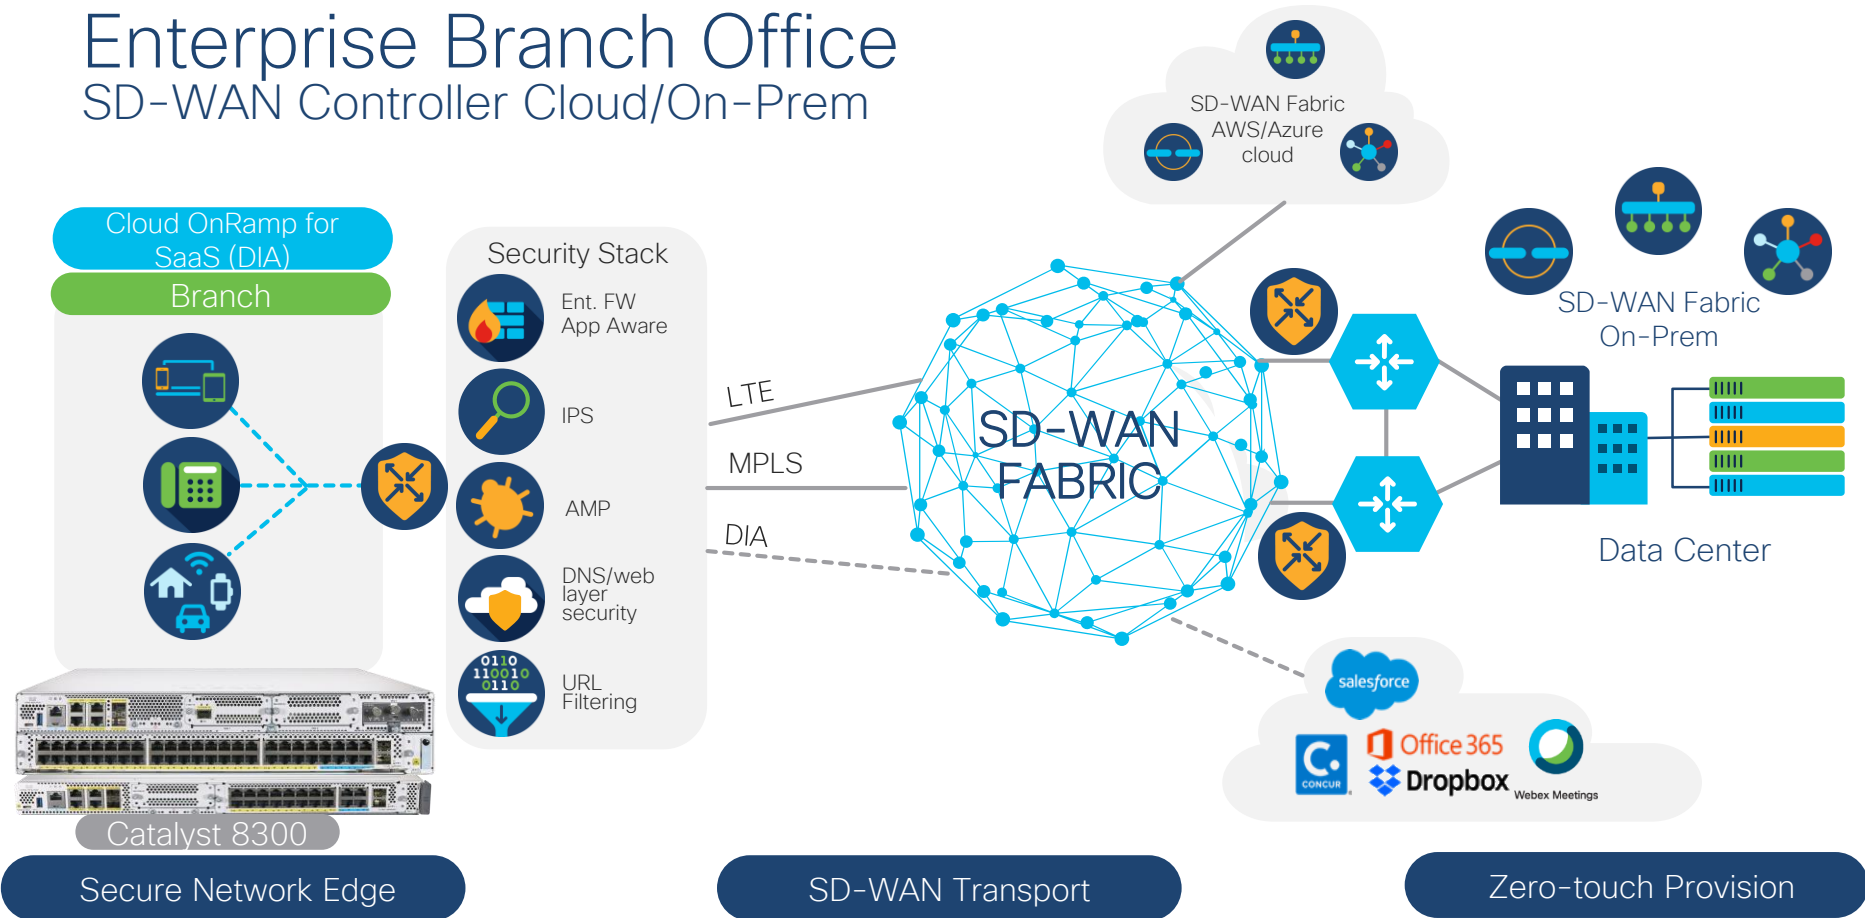 Enterprise Branch Office
SD-WAN Controller Cloud/On-Prem
SD-WAN Fabric
AWS/Azure
cloud
Cloud OnRamp for
SaaS (DIA)
Branch
Security Stack
Ent. FW
App Aware
IPS
AMP
DNS/web
layer
security
0110
110010
0110
URL
Filtering
LTE
MPLS
DIA
SD-WAN
FABRIC
SD-WAN Fabric
On-Prem
Data Center
salesforce
C.
CONCUR
Office 365
Dropbox
Webex Meetings
Catalyst 8300
Secure Network Edge
SD-WAN Transport
Zero-touch Provision